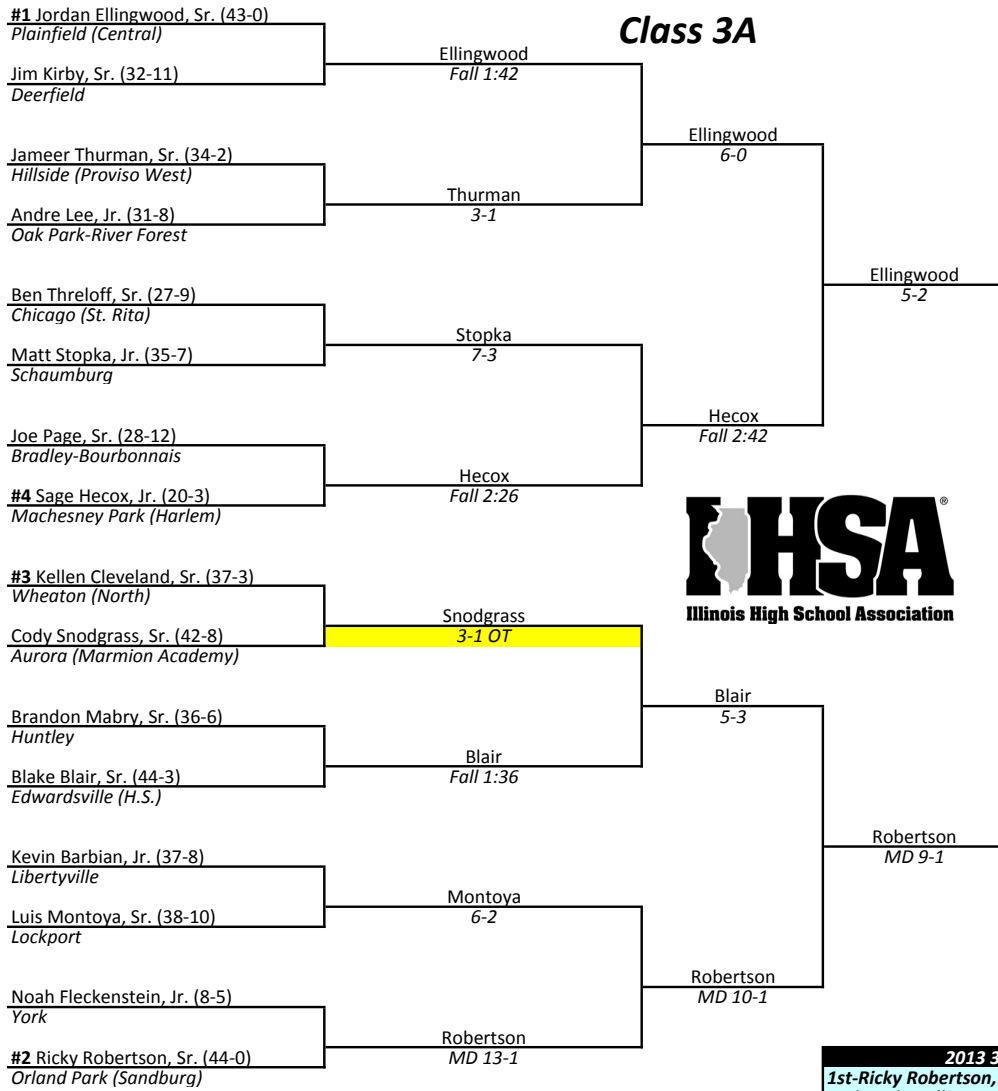 Class 3A
#1 Jordan Ellingwood, Sr. (43-0)
Plainfield (Central)
Ellingwood
Fall 1:42
Jim Kirby, Sr. (32-11)
Deerfield
Ellingwood
6-0
Jameer Thurman, Sr. (34-2)
Hillside (Proviso West)
Thurman
3-1
Andre Lee, Jr. (31-8)
Oak Park-River Forest
Ellingwood
5-2
Ben Threloff, Sr. (27-9)
Chicago (St. Rita)
Stopka
7-3
Matt Stopka, Jr. (35-7)
Schaumburg
Hecox
Fall 2:42
Joe Page, Sr. (28-12)
Bradley-Bourbonnais
Hecox
Fall 2:26
#4 Sage Hecox, Jr. (20-3)
Machesney Park (Harlem)
IHSA®
Illinois High School Association
#3 Kellen Cleveland, Sr. (37-3)
Wheaton (North)
Snodgrass
3-1 OT
Cody Snodgrass, Sr. (42-8)
Aurora (Marmion Academy)
Blair
5-3
Brandon Mabry, Sr. (36-6)
Huntley
Blair
Fall 1:36
Blake Blair, Sr. (44-3)
Edwardsville (H.S.)
Robertson
MD 9-1
Kevin Barbian, Jr. (37-8)
Libertyville
Montoya
6-2
Luis Montoya, Sr. (38-10)
Lockport
Robertson
MD 10-1
Noah Fleckenstein, Jr. (8-5)
York
Robertson
MD 13-1
#2 Ricky Robertson, Sr. (44-0)
Orland Park (Sandburg)
2013 3
1st-Ricky Robertson,